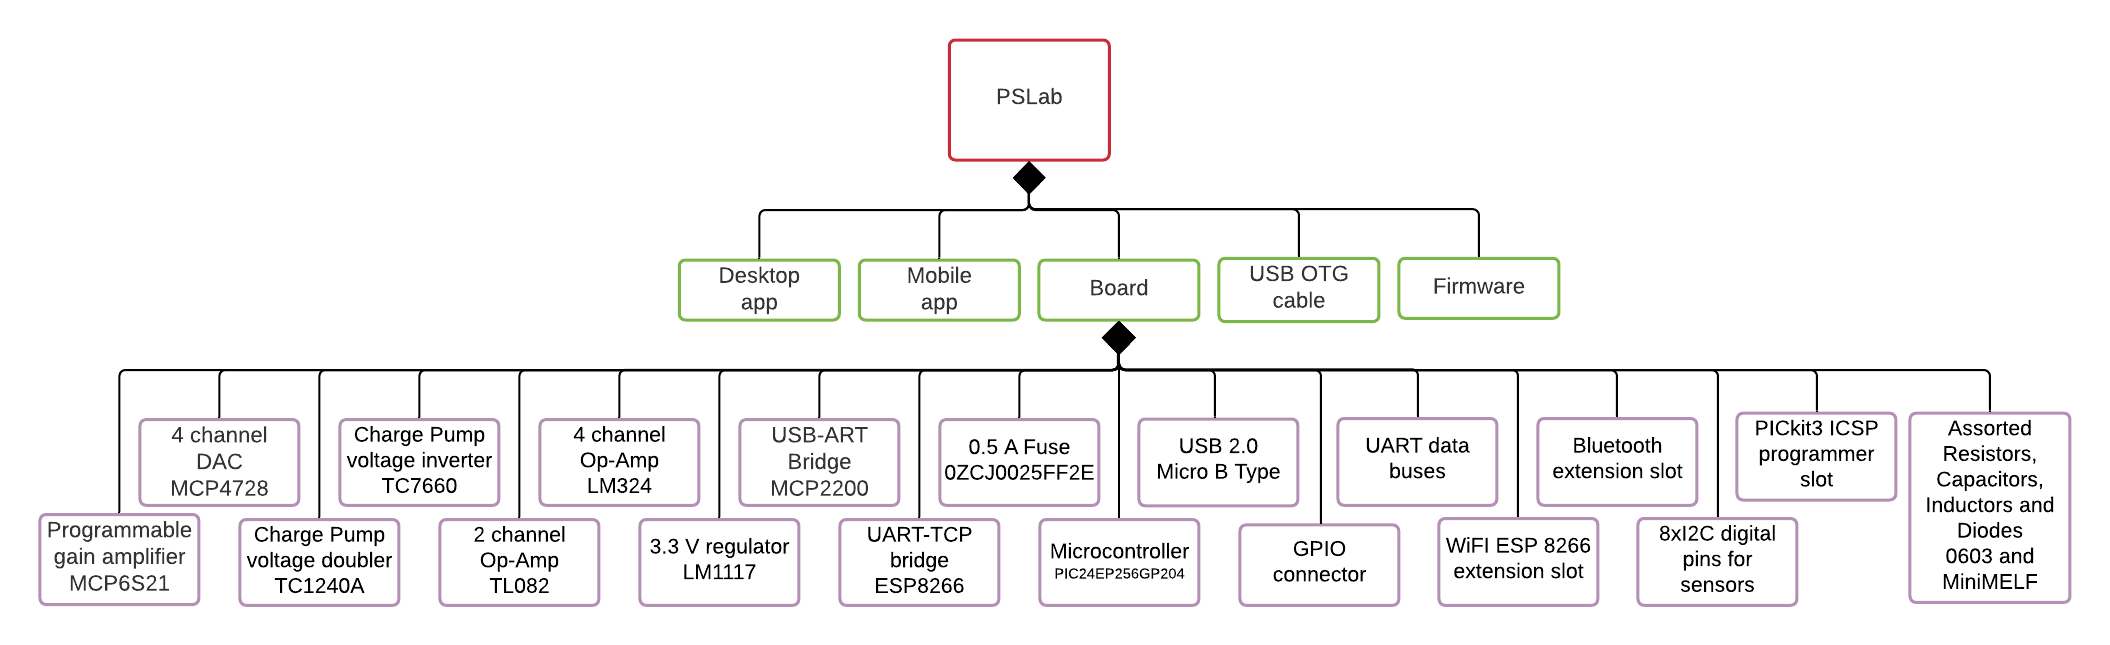 PSLab
Desktop
app
Mobile
app
Board
USB OTG
cable
Firmware
Programmable
gain amplifier
MCP6S21
4 channel
DAC
MCP4728
Charge Pump
voltage doubler
TC1240A
Charge Pump
voltage inverter
TC7660
2 channel
Op-Amp
TL082
4 channel
Op-Amp
LM324
3.3 V regulator
LM1117
USB-ART
Bridge
MCP2200
UART-TCP
bridge
ESP8266
0.5 A Fuse
0ZCJ0025FF2E
Microcontroller
PIC24EP256GP204
USB 2.0
Micro B Type
GPIO
connector
UART data
buses
WiFI ESP 8266
extension slot
Bluetooth
extension slot
8xI2C digital
pins for
sensors
PICkit3 ICSP
programmer
slot
Assorted
Resistors,
Capacitors,
Inductors and
Diodes
0603 and
MiniMELF